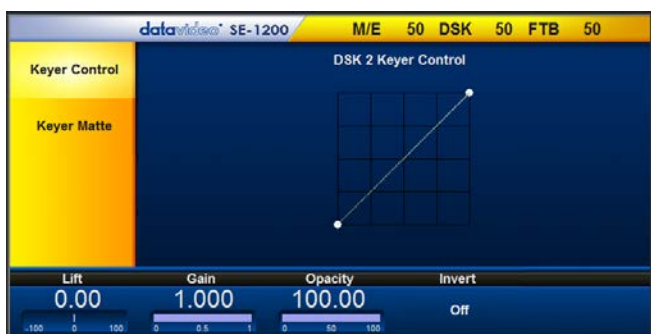 datavideo SE-1200 M/E 50 DSK 50 FTB 50
Keyer Control
Keyer Matte
DSK 2 Keyer Control
Lift Gain Opacity Invert
0.00 1.000 100.00 Off
-100 0 100 0 0.5 1 0 50 100